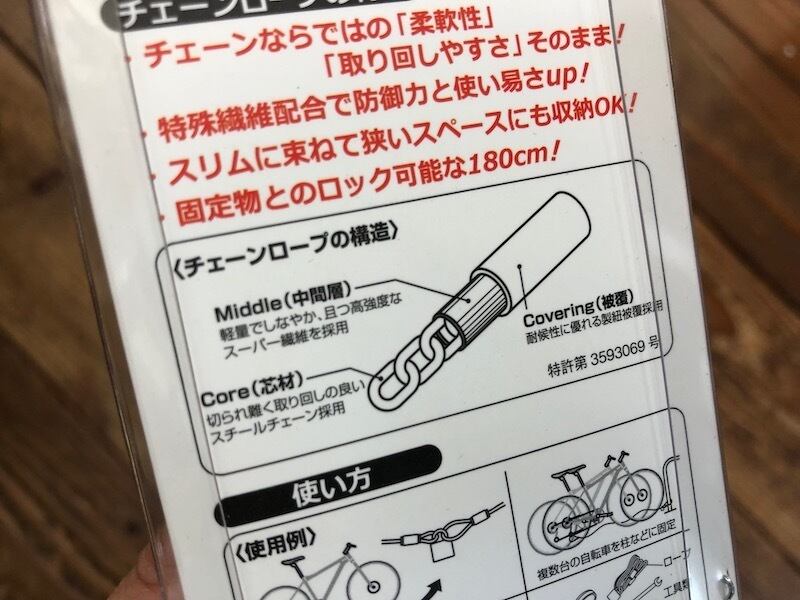 チェーンロープの
・チェーンならではの「柔軟性」
「取り回しやすさ」そのまま!
・特殊繊維配合で防御力と使い易さup!
・スリムに束ねて狭いスペースにも収納OK!
・固定物とのロック可能な180cm!
〈チェーンロープの構造〉
Middle(中間層)
軽量でしなやか、且つ高強度な
スーパー繊維を採用
Covering(被覆)
耐候性に優れる製紐被覆採用
特許第 3593069 号
Core(芯材)
切られ難く取り回しの良い
スチールチェーン採用
使い方
〈使用例〉
複数台の自転車を柱などに固定
ロープ
工具類